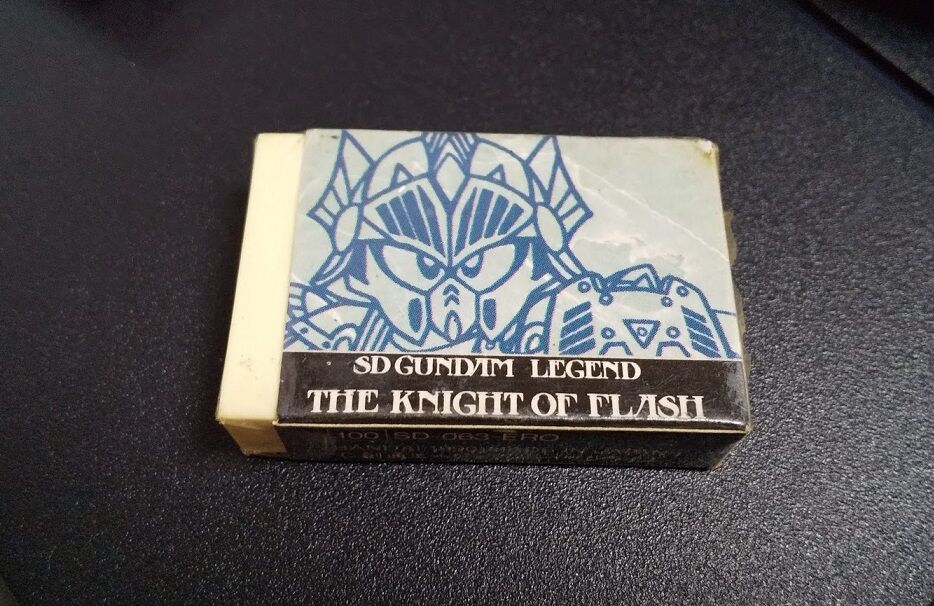 SD GUNDAM LEGEND
THE KNIGHT OF FLASH
100 SD-063-ERO